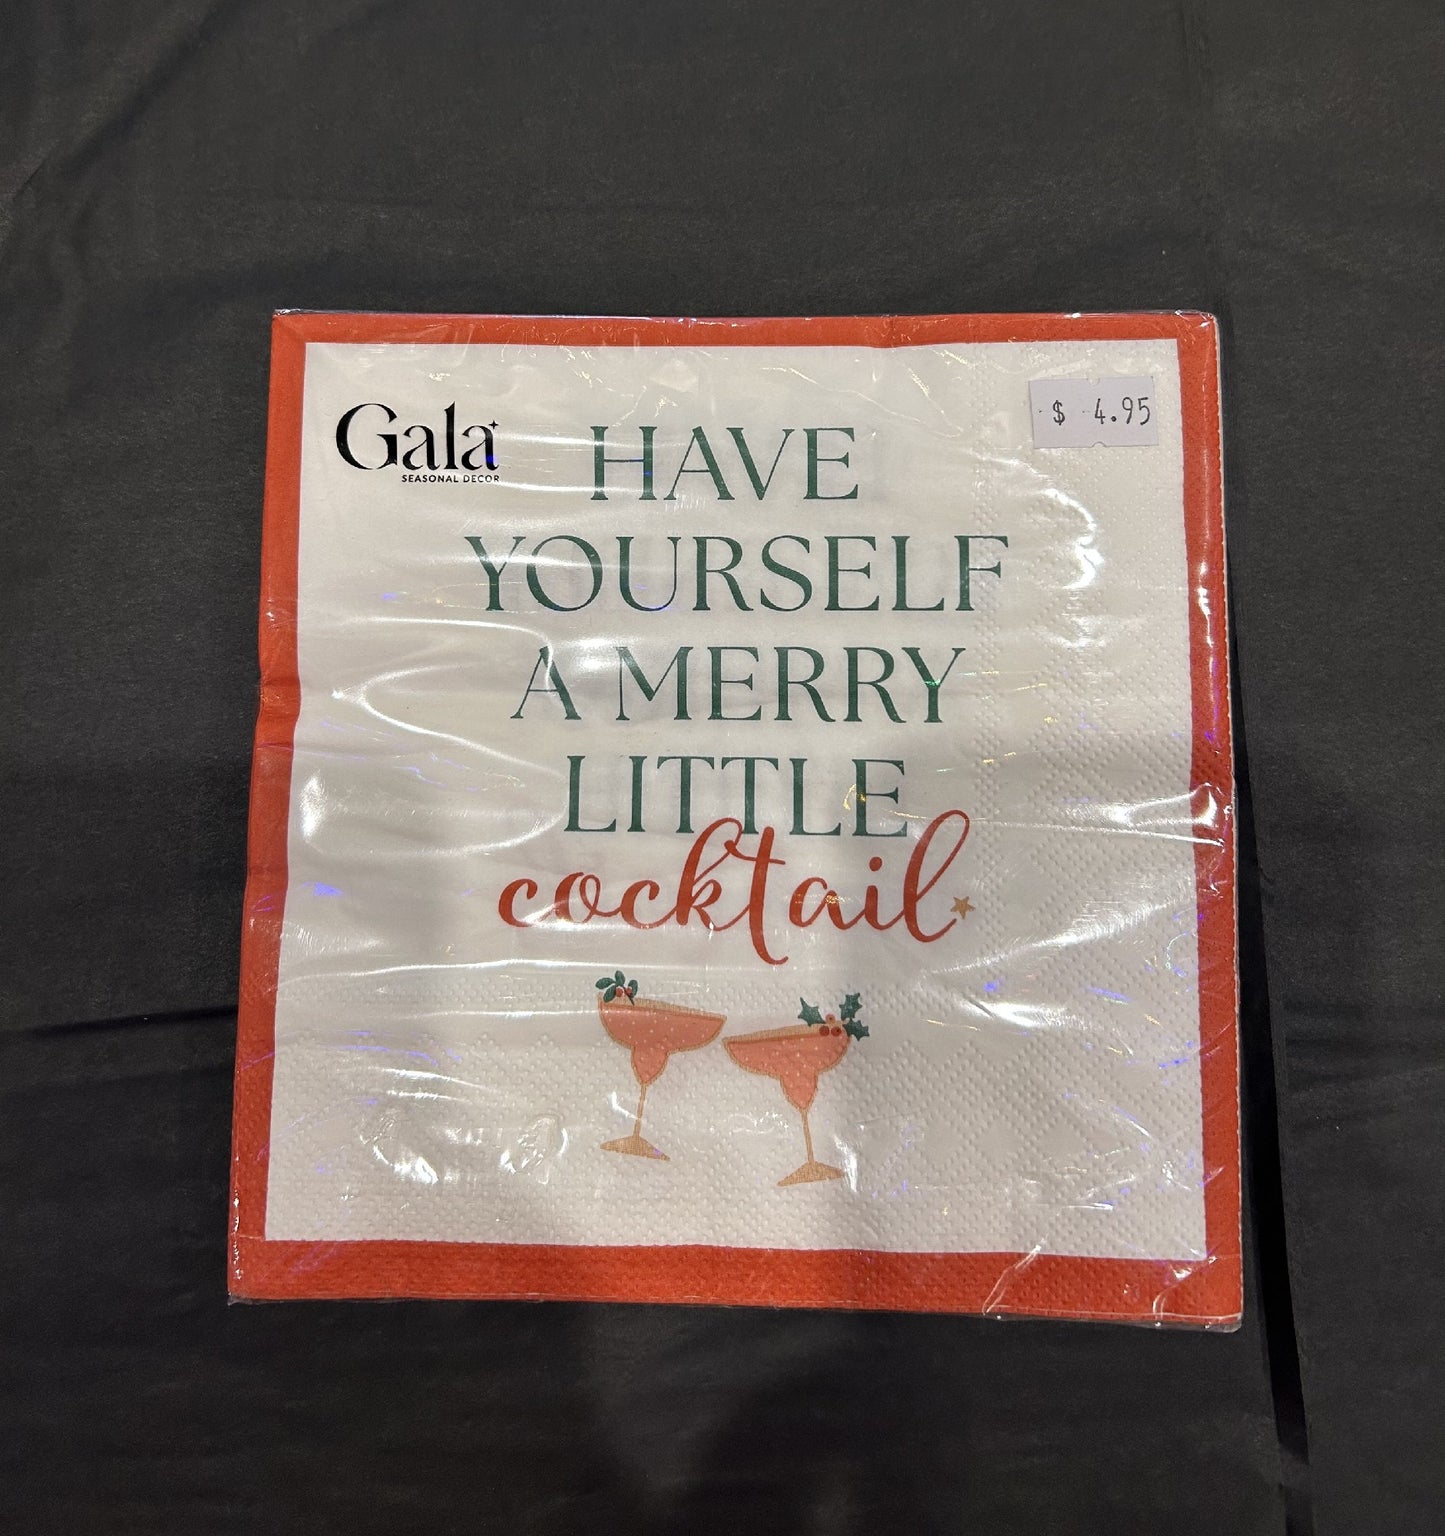 Gala
SEASONAL DECOR
$ 4.95
HAVE
YOURSELF
A MERRY
LITTLE
cocktail